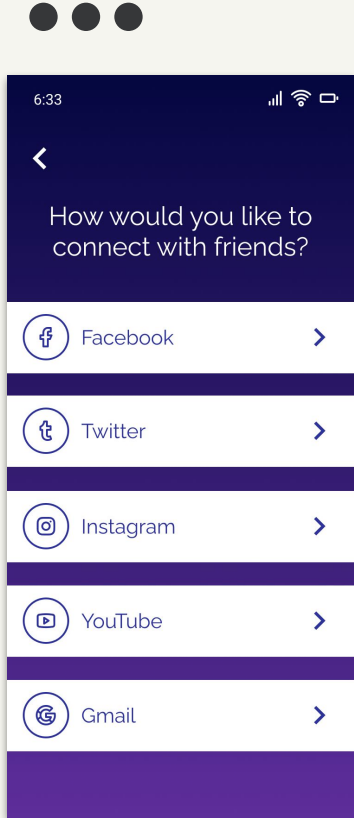 6:33
How would you like to
connect with friends?
Facebook
Twitter
Instagram
YouTube
Gmail